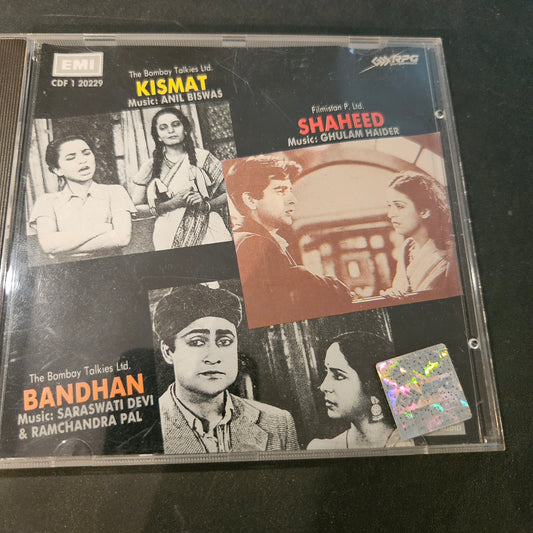 EMI
CDF 1 20229
The Bombay Talkies Ltd.
KISMAT
Music: ANIL BISWAS
RPG
Filmistan P. Ltd.
SHAHEED
Music: GHULAM HAIDER
The Bombay Talkies Ltd.
BANDHAN
Music: SARASWATI DEVI
& RAMCHANDRA PAL